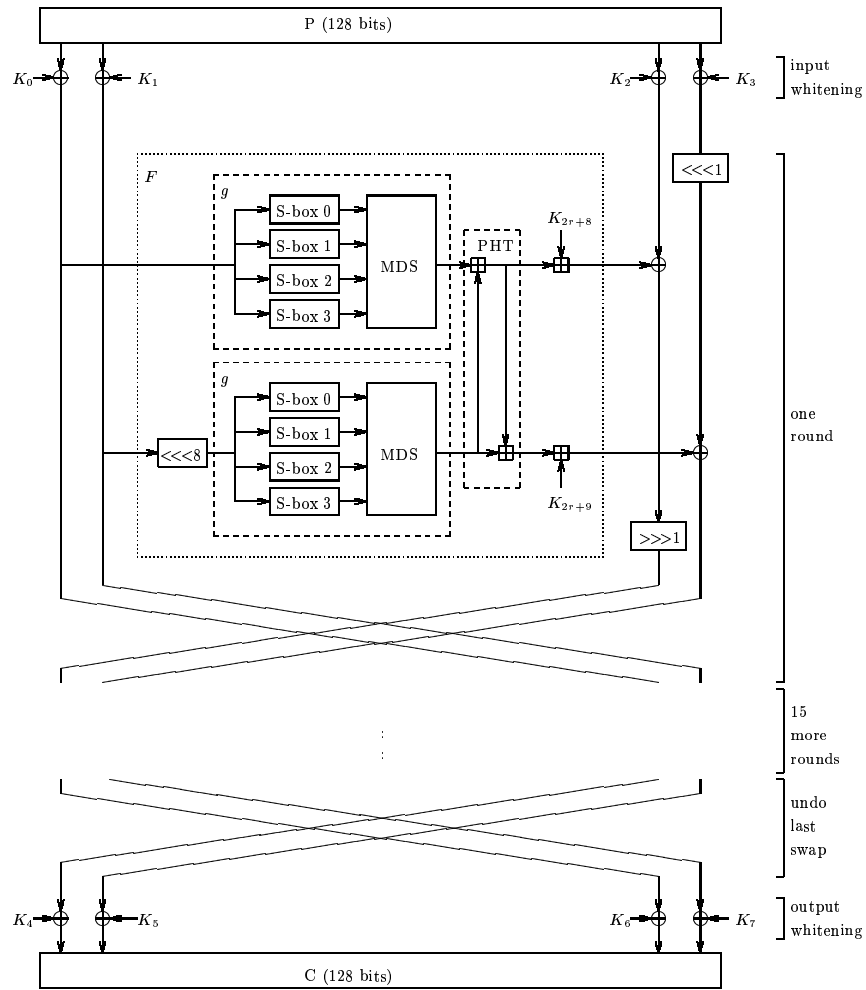 P (128 bits)
K0
K1
K2
K3
input
whitening
F
<<<1
g
S-box 0
S-box 1
S-box 2
S-box 3
MDS
PHT
K2r+8
g
S-box 0
S-box 1
S-box 2
S-box 3
MDS
<<<8
K2r+9
>>>1
one
round
15
more
rounds
undo
last
swap
K4
K5
K6
K7
output
whitening
C (128 bits)